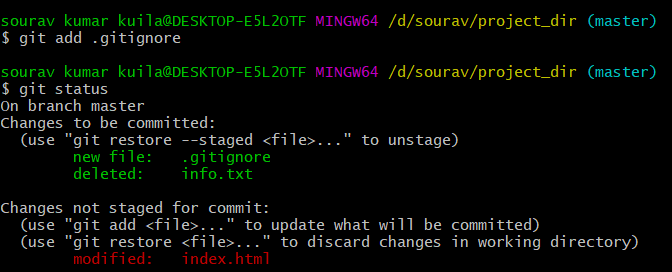 sourav kumar kuila@DESKTOP-E5L2OTF MINGW64 /d/sourav/project_dir (master)
$ git add .gitignore
sourav kumar kuila@DESKTOP-E5L2OTF MINGW64 /d/sourav/project_dir (master)
$ git status
On branch master
Changes to be committed:
  (use "git restore --staged <file>..." to unstage)
        new file:   .gitignore
        deleted:    info.txt
Changes not staged for commit:
  (use "git add <file>..." to update what will be committed)
  (use "git restore <file>..." to discard changes in working directory)
        modified:   index.html